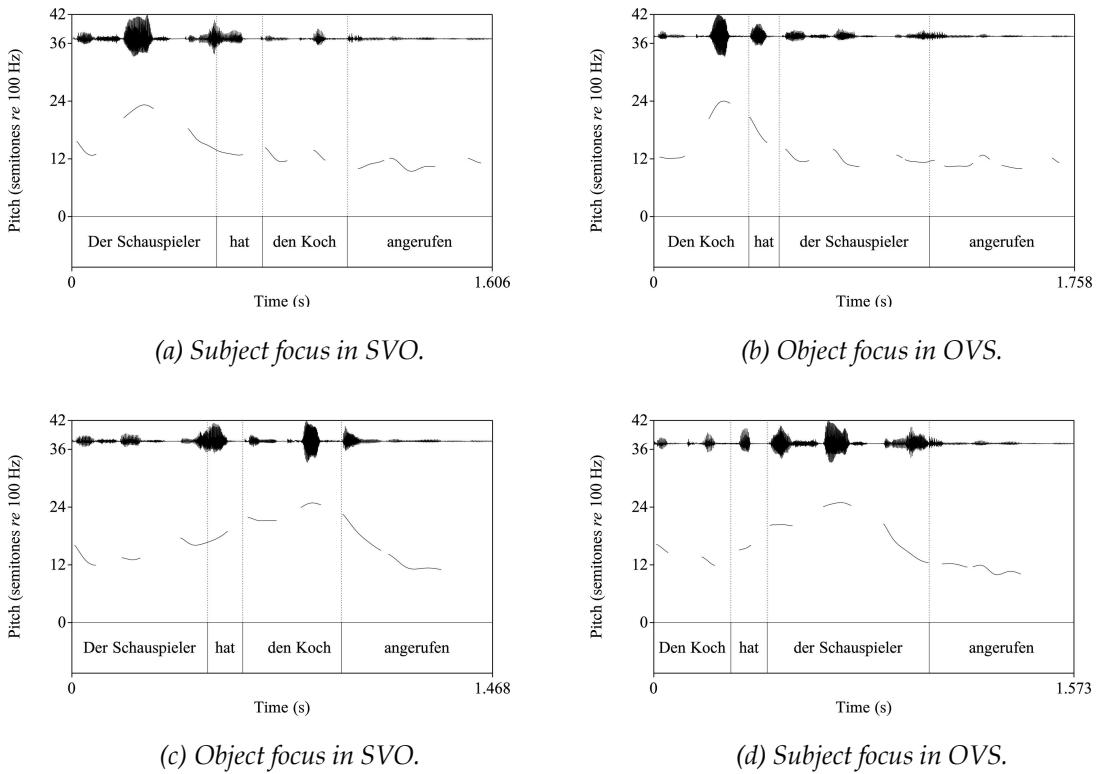 42
36
24
12
0
Pitch (semitones re 100 Hz)
Der Schauspieler hat den Koch angerufen
0 1.606
Time (s)
(a) Subject focus in SVO.
42
36
24
12
0
Pitch (semitones re 100 Hz)
Den Koch hat der Schauspieler angerufen
0 1.758
Time (s)
(b) Object focus in OVS.
42
36
24
12
0
Pitch (semitones re 100 Hz)
Der Schauspieler hat den Koch angerufen
0 1.468
Time (s)
(c) Object focus in SVO.
42
36
24
12
0
Pitch (semitones re 100 Hz)
Den Koch hat der Schauspieler angerufen
0 1.573
Time (s)
(d) Subject focus in OVS.